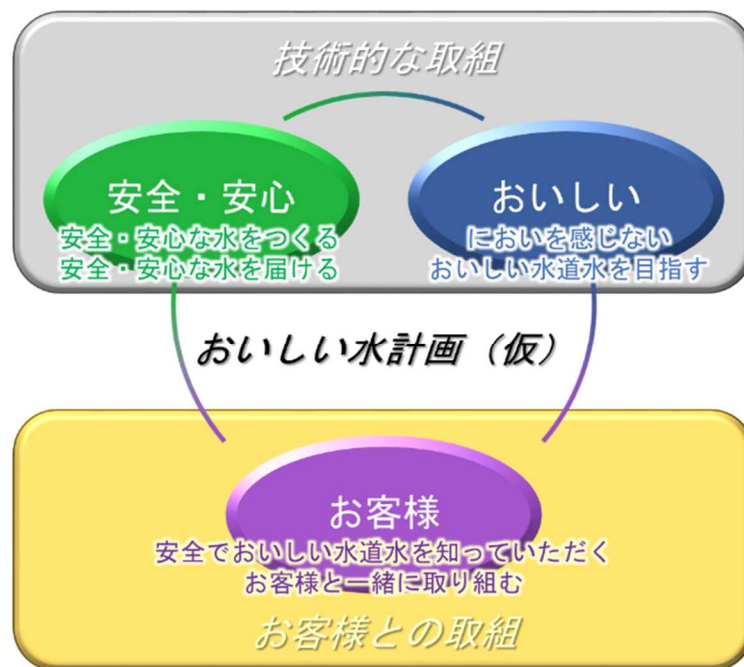 技術的な取組
安全・安心
安全・安心な水をつくる
安全・安心な水を届ける
おいしい
においを感じない
おいしい水道水を目指す
おいしい水計画（仮）
お客様
安全でおいしい水道水を知っていただく
お客様と一緒に取り組む
お客様との取組